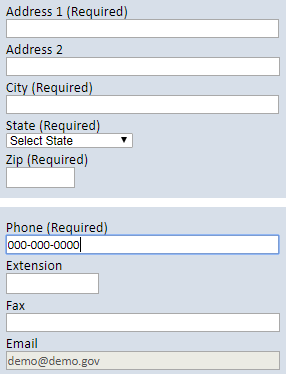 Address 1 (Required)
Address 2
City (Required)
State (Required)
Select State
Zip (Required)
Phone (Required)
000-000-0000
Extension
Fax
Email
demo@demo.gov